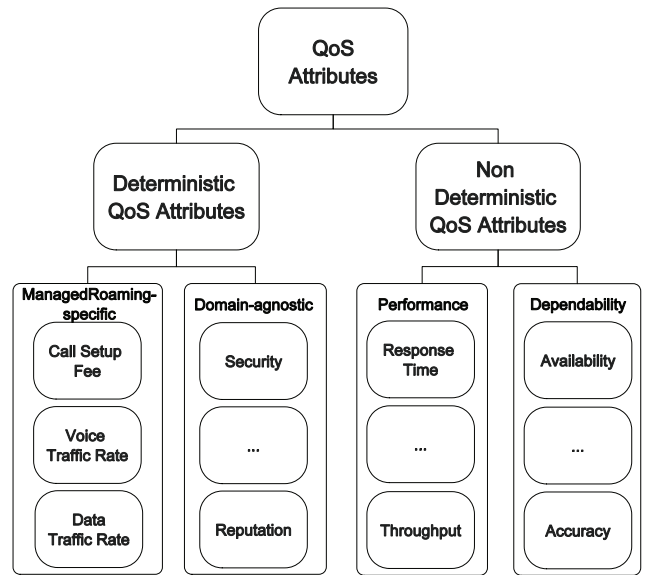 QoS
Attributes
Deterministic
QoS Attributes
Non
Deterministic
QoS Attributes
ManagedRoaming-
specific
Call Setup
Fee
Voice
Traffic Rate
Data
Traffic Rate
Domain-agnostic
Security
...
Reputation
Performance
Response
Time
...
Throughput
Dependability
Availability
...
Accuracy